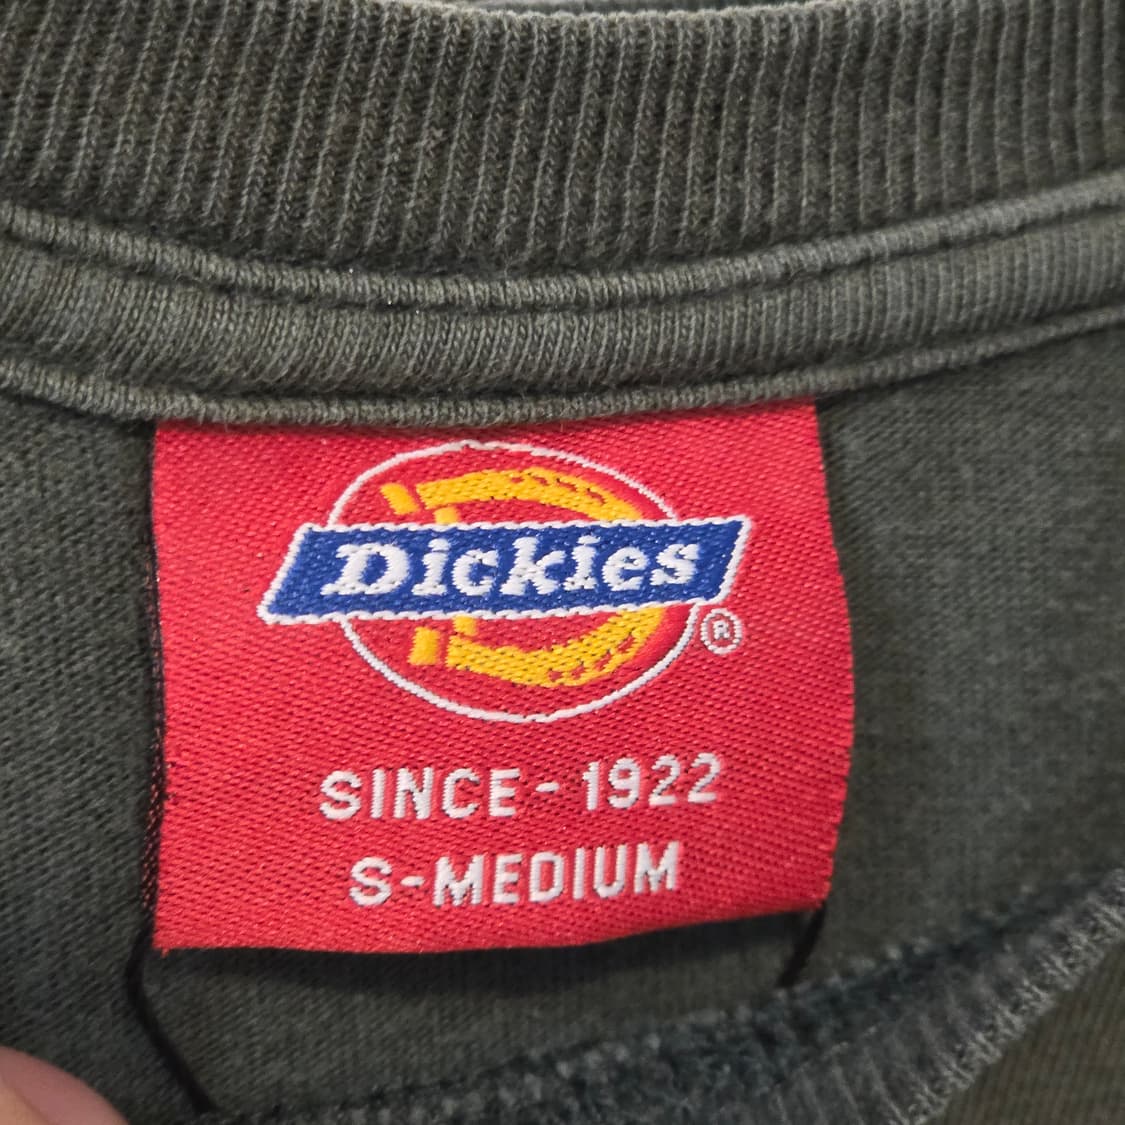 Dickies
®
SINCE-1922
S-MEDIUM